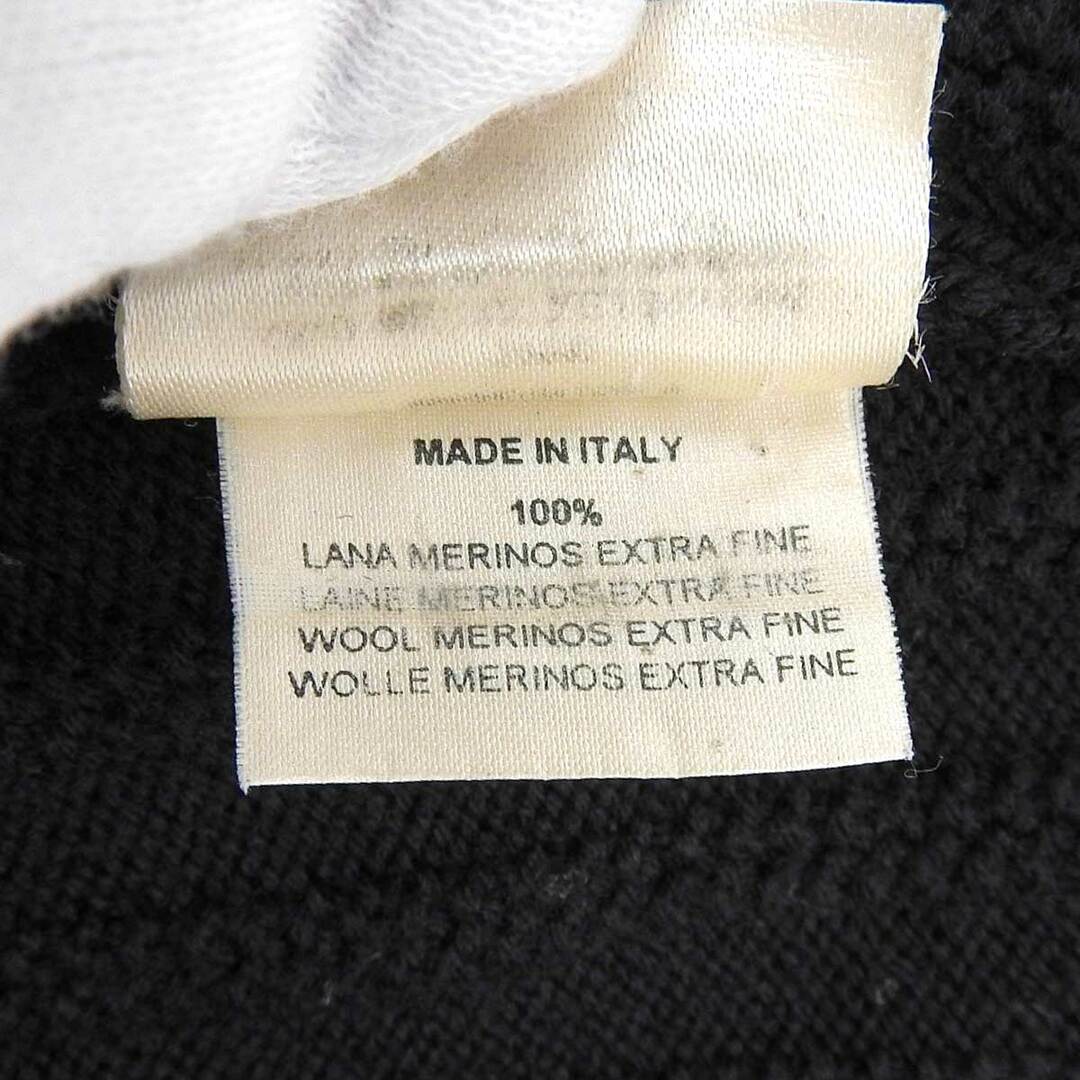 MADE IN ITALY
100%
LANA MERINOS EXTRA FINE
LAINE MERINOS EXTRA FINE
WOOL MERINOS EXTRA FINE
WOLLE MERINOS EXTRA FINE